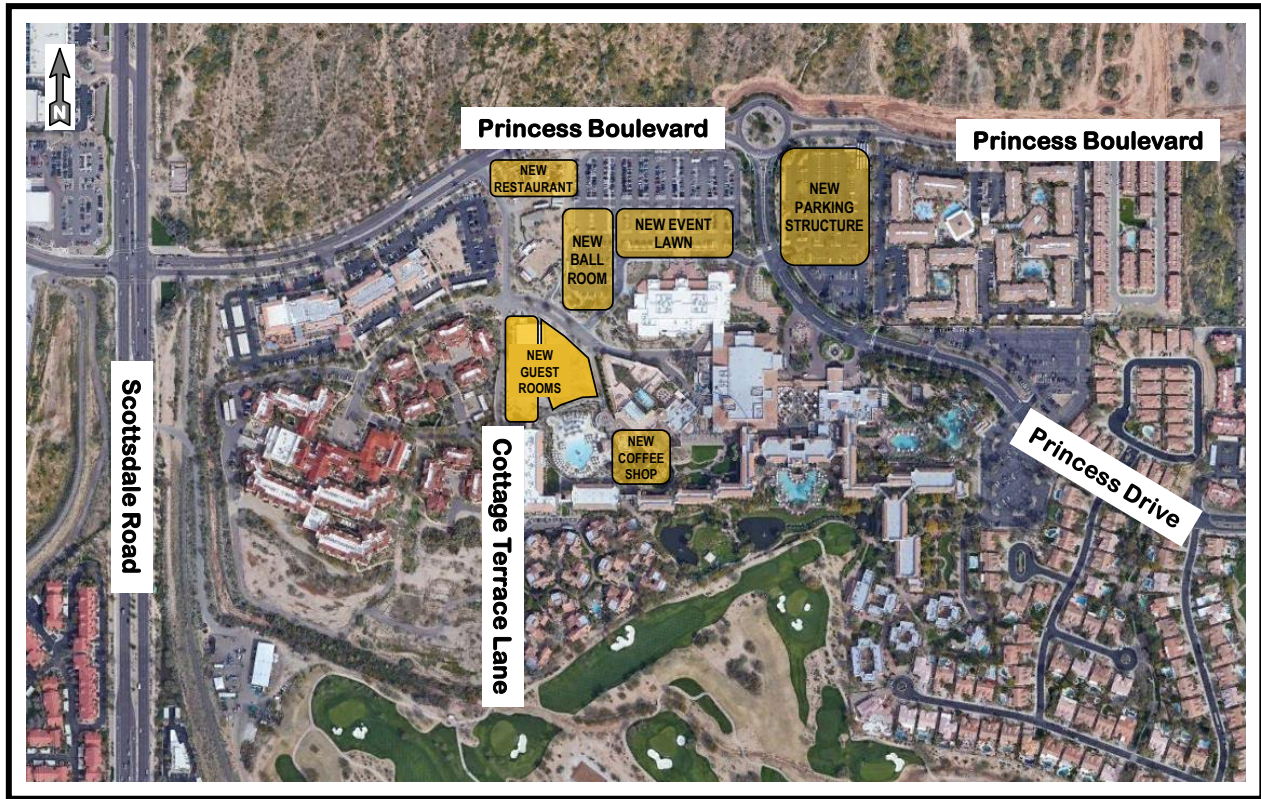 N
Princess Boulevard
Princess Boulevard
NEW
RESTAURANT
NEW
PARKING
STRUCTURE
NEW EVENT
LAWN
NEW
BALL
ROOM
NEW
GUEST
ROOMS
NEW
COFFEE
SHOP
Scottsdale Road
Cottage Terrace Lane
Princess Drive